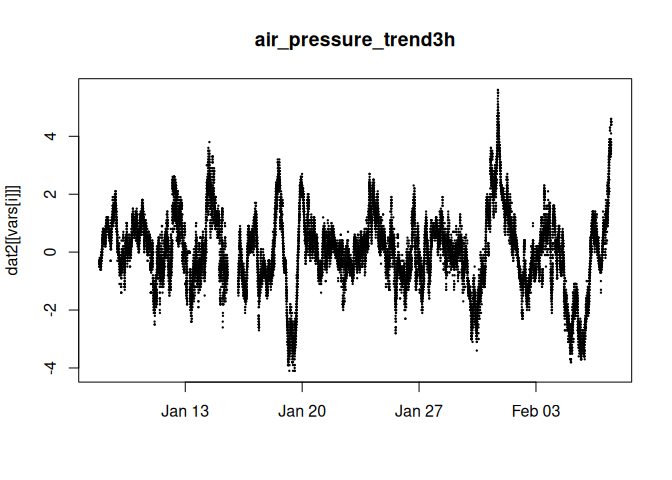 air_pressure_trend3h
dat2[[vars[i]]]
4
2
0
-2
-4
Jan 13
Jan 20
Jan 27
Feb 03